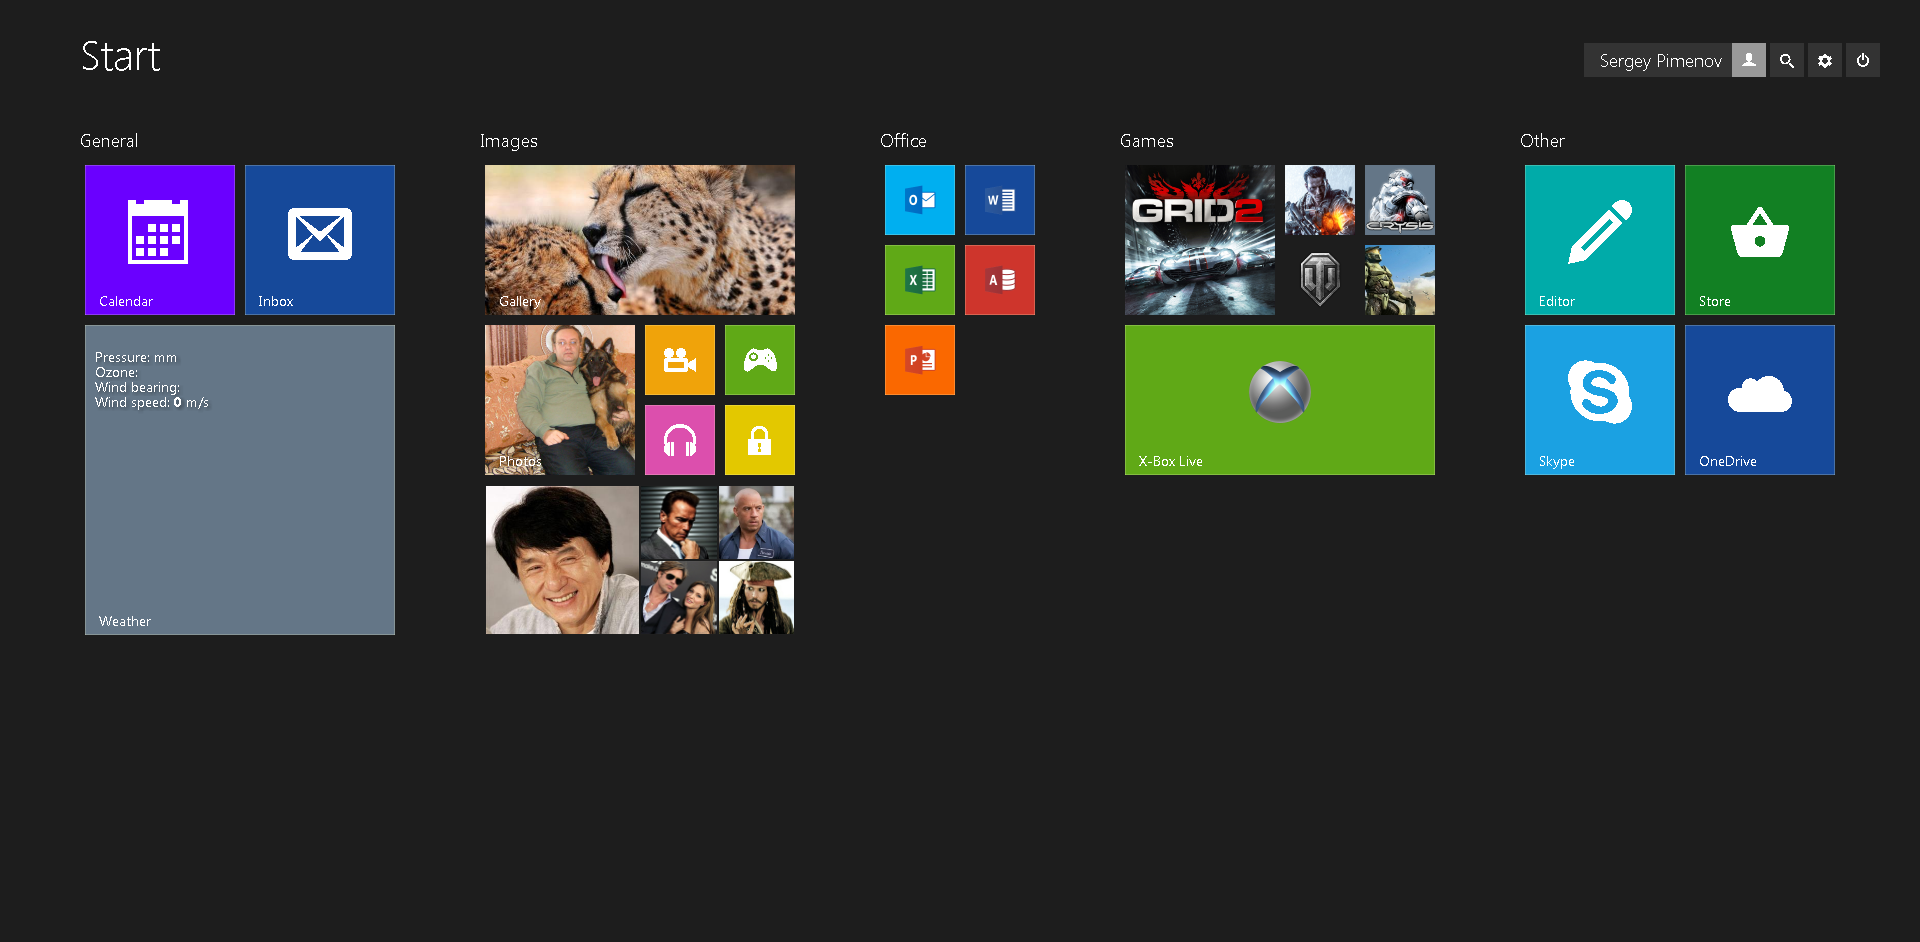 Start
Sergey Pimenov
General
Images
Office
Games
Other
Calendar
Inbox
Pressure: mm
Ozone:
Wind bearing:
Wind speed: 0 m/s
Weather
Gallery
Photos
O
W
X
A
P
GRID2
CRYSIS
X-Box Live
Editor
Store
S
Skype
OneDrive